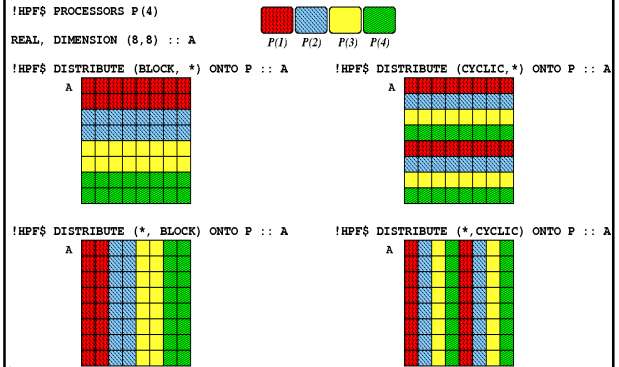 !HPF$ PROCESSORS P(4)
REAL, DIMENSION (8,8) :: A
P(1) P(2) P(3) P(4)
!HPF$ DISTRIBUTE (BLOCK, *) ONTO P :: A
!HPF$ DISTRIBUTE (CYCLIC,*) ONTO P :: A
A
A
!HPF$ DISTRIBUTE (*, BLOCK) ONTO P :: A
!HPF$ DISTRIBUTE (*,CYCLIC) ONTO P :: A
A
A